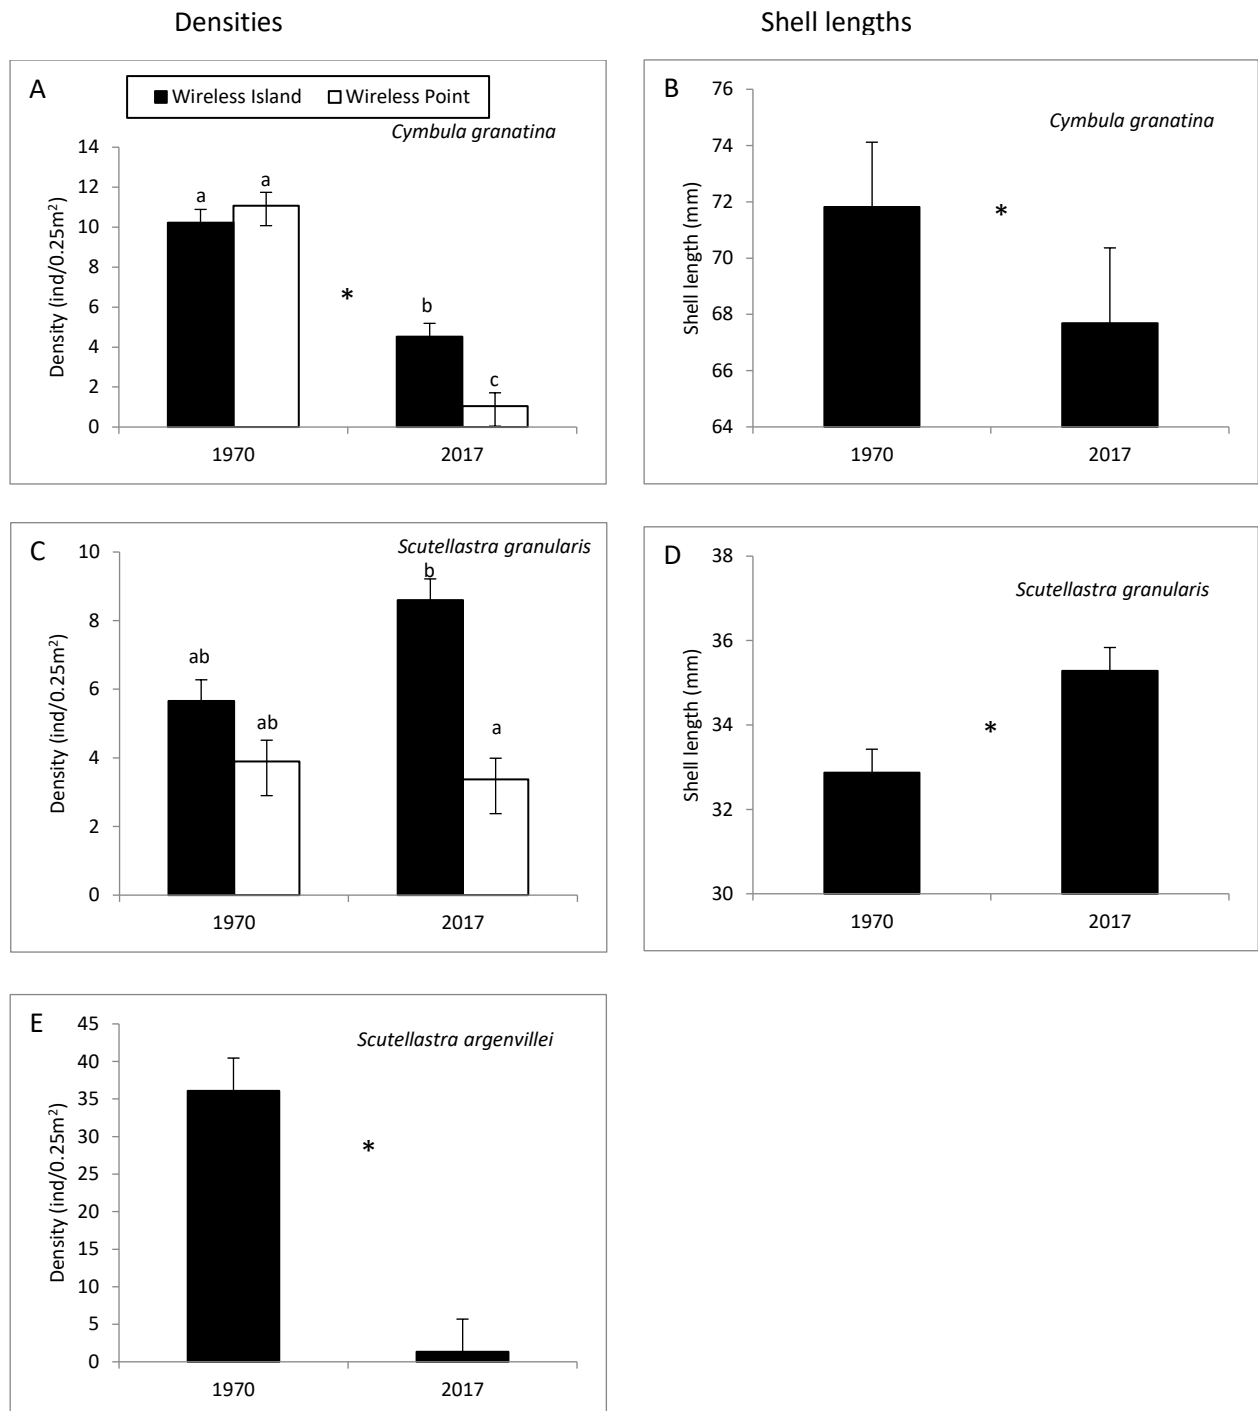 Densities
Shell lengths
A
■ Wireless Island □ Wireless Point
Cymbula granatina
Density (ind/0.25m²)
14
12
10
8
6
4
2
0
a
a
*
b
c
1970
2017
B
Cymbula granatina
Shell length (mm)
76
74
72
70
68
66
64
*
1970
2017
C
Scutellastra granularis
Density (ind/0.25m²)
10
8
6
4
2
0
ab
ab
b
a
1970
2017
D
Scutellastra granularis
Shell length (mm)
38
36
34
32
30
*
1970
2017
E
Scutellastra argenvillei
Density (ind/0.25m²)
45
40
35
30
25
20
15
10
5
0
*
1970
2017